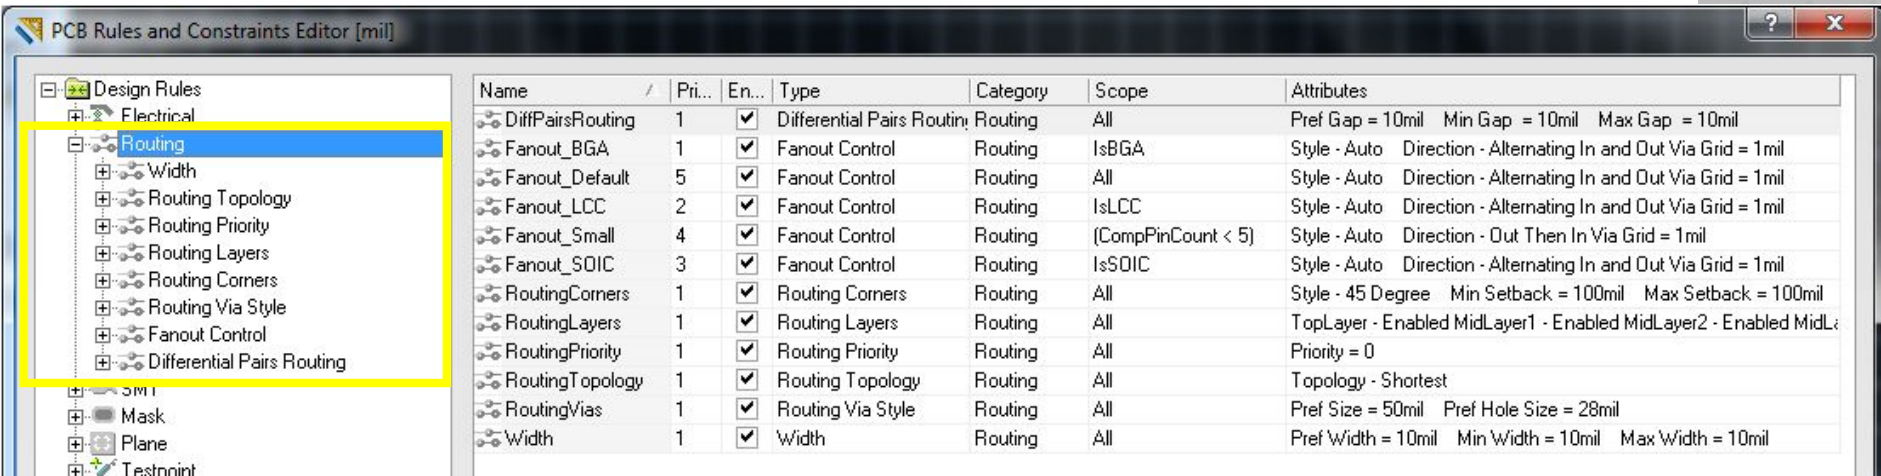 PCB Rules and Constraints Editor [mil]
Design Rules
Electrical
Routing
Width
Routing Topology
Routing Priority
Routing Layers
Routing Corners
Routing Via Style
Fanout Control
Differential Pairs Routing
SMT
Mask
Plane
Testpoint
Name Pri... En... Type Category Scope Attributes
DiffPairsRouting 1 Differential Pairs Routin Routing All Pref Gap = 10mil Min Gap = 10mil Max Gap = 10mil
Fanout_BGA 1 Fanout Control Routing IsBGA Style - Auto Direction - Alternating In and Out Via Grid = 1mil
Fanout_Default 5 Fanout Control Routing All Style - Auto Direction - Alternating In and Out Via Grid = 1mil
Fanout_LCC 2 Fanout Control Routing IsLCC Style - Auto Direction - Alternating In and Out Via Grid = 1mil
Fanout_Small 4 Fanout Control Routing (CompPinCount < 5) Style - Auto Direction - Out Then In Via Grid = 1mil
Fanout_SOIC 3 Fanout Control Routing IsSOIC Style - Auto Direction - Alternating In and Out Via Grid = 1mil
RoutingCorners 1 Routing Corners Routing All Style - 45 Degree Min Setback = 100mil Max Setback = 100mil
RoutingLayers 1 Routing Layers Routing All TopLayer - Enabled MidLayer1 - Enabled MidLayer2 - Enabled MidL
RoutingPriority 1 Routing Priority Routing All Priority = 0
RoutingTopology 1 Routing Topology Routing All Topology - Shortest
RoutingVias 1 Routing Via Style Routing All Pref Size = 50mil Pref Hole Size = 28mil
Width 1 Width Routing All Pref Width = 10mil Min Width = 10mil Max Width = 10mil